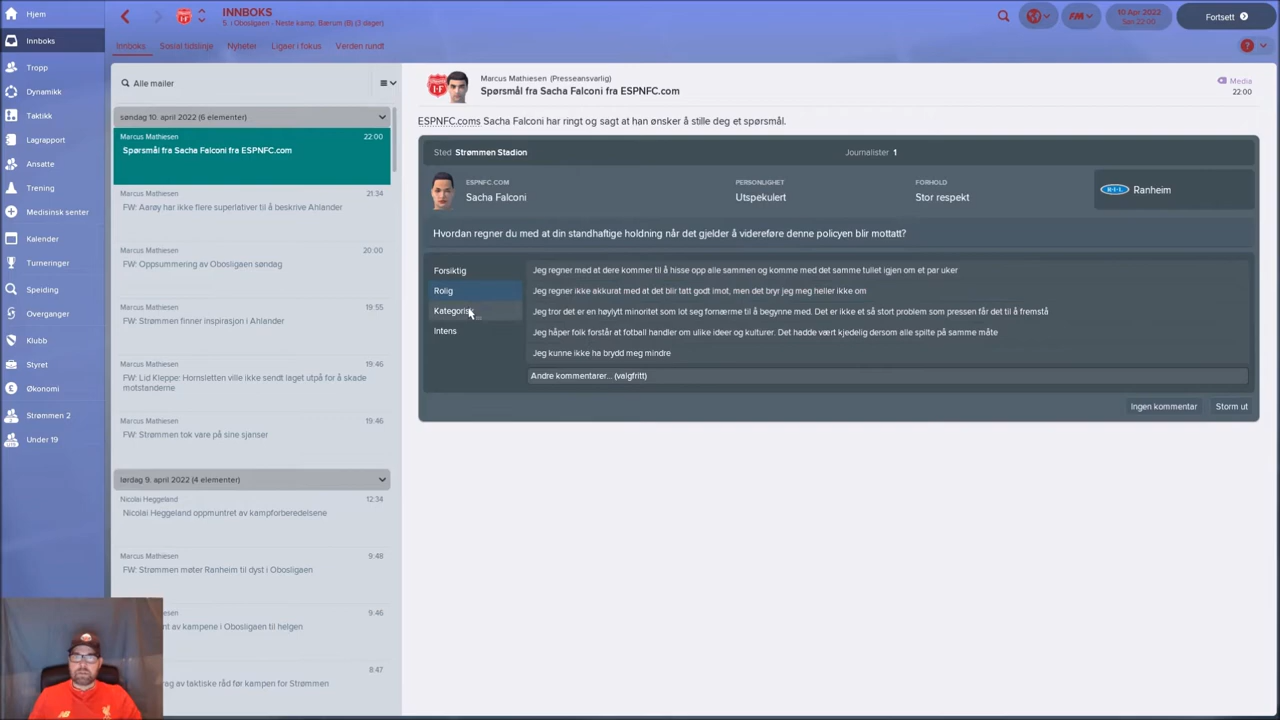 Hjem
Innboks
Tropp
Dynamikk
Taktikk
Lagrapport
Ansatte
Trening
Medisinsk senter
Kalender
Turneringer
Speiding
Overganger
Klubb
Styret
Økonomi
Strømmen 2
Under 19
INNBOKS
5. i Obosligaen - Neste kamp: Bærum (B) (3 dager)
FM
10 Apr 2022
Søn 22:00
Fortsett
Innboks Sosial tidslinje Nyheter Ligaer i fokus Verden rundt
Alle mailer
søndag 10. april 2022 (6 elementer)
Marcus Mathiesen 22:00
Spørsmål fra Sacha Falconi fra ESPNFC.com
Marcus Mathiesen 21:34
FW: Aarøy har ikke flere superlativer til å beskrive Ahlander
Marcus Mathiesen 20:00
FW: Oppsummering av Obosligaen søndag
Marcus Mathiesen 19:55
FW: Strømmen finner inspirasjon i Ahlander
Marcus Mathiesen 19:46
FW: Lid Kleppe: Hornsletten ville ikke sendt laget utpå for å skade
motstanderne
Marcus Mathiesen 19:46
FW: Strømmen tok vare på sine sjanser
lørdag 9. april 2022 (4 elementer)
Nicolai Heggeland 12:34
Nicolai Heggeland oppmuntret av kampforberedelsene
Marcus Mathiesen 9:48
FW: Strømmen møter Ranheim til dyst i Obosligaen
Mathiesen 9:46
av kampene i Obosligaen til helgen
Mathiesen 8:47
av taktiske råd før kampen for Strømmen
Marcus Mathiesen (Presseansvarlig)
Spørsmål fra Sacha Falconi fra ESPNFC.com
Media
22:00
ESPNFC.coms Sacha Falconi har ringt og sagt at han ønsker å stille deg et spørsmål.
Sted Strømmen Stadion Journalister 1
ESPNFC.COM
Sacha Falconi
PERSONLIGHET
Utspekulert
FORHOLD
Stor respekt
R.I.L.
Ranheim
Hvordan regner du med at din standhaftige holdning når det gjelder å videreføre denne policyen blir mottatt?
Forsiktig
Rolig
Kategorisk
Intens
Jeg regner med at dere kommer til å hisse opp alle sammen og komme med det samme tullet igjen om et par uker
Jeg regner ikke akkurat med at det blir tatt godt imot, men det bryr jeg meg heller ikke om
Jeg tror det er en høylytt minoritet som lot seg fornærme til å begynne med. Det er ikke et så stort problem som pressen får det til å fremstå
Jeg håper folk forstår at fotball handler om ulike ideer og kulturer. Det hadde vært kjedelig dersom alle spilte på samme måte
Jeg kunne ikke ha brydd meg mindre
Andre kommentarer... (valgfritt)
Ingen kommentar Storm ut